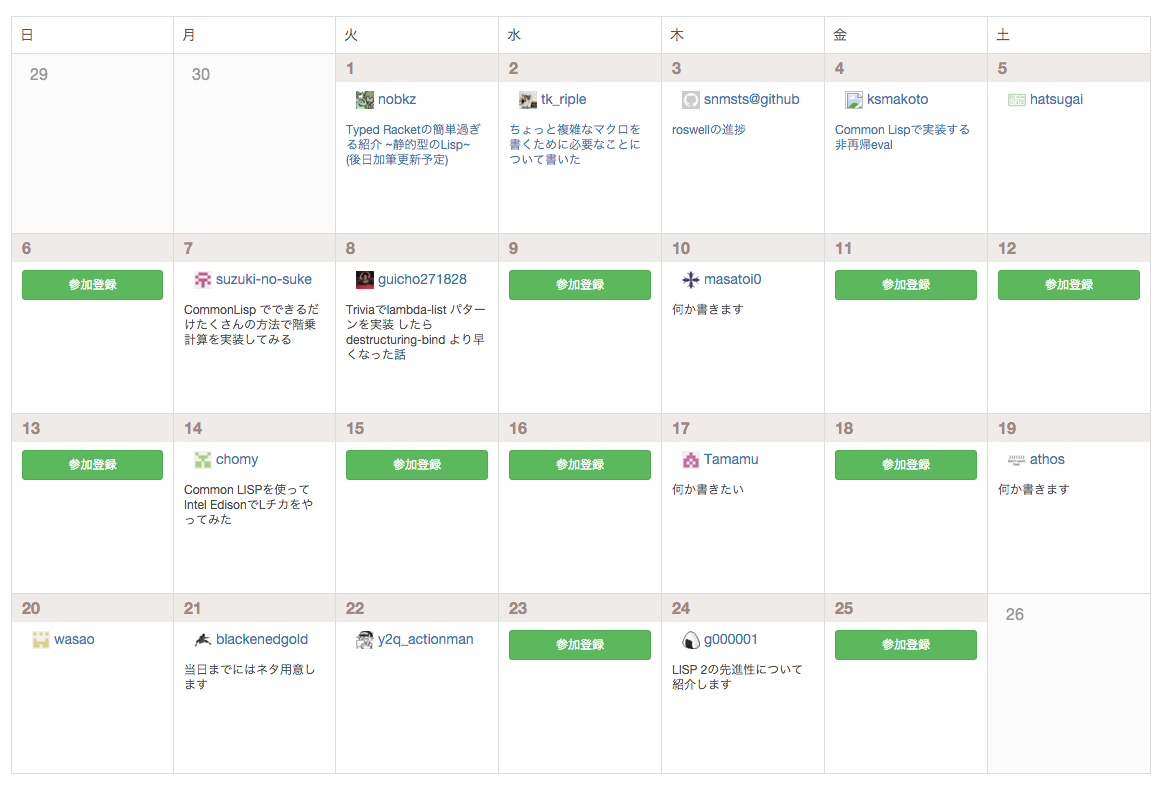 日 月 火 水 木 金 土
29 30 1 2 3 4 5
nobkz
Typed Racketの簡単過ぎ
る紹介 ~静的型のLisp~
(後日加筆更新予定)
tk_riple
ちょっと複雑なマクロを
書くために必要なことに
ついて書いた
snmsts@github
roswellの進捗
ksmakoto
Common Lispで実装する
非再帰eval
hatsugai
6 7 8 9 10 11 12
参加登録
suzuki-no-suke
CommonLisp でできるだ
けたくさんの方法で階乗
計算を実装してみる
guicho271828
Triviaでlambda-list パター
ンを実装 したら
destructuring-bind より早
くなった話
参加登録
masatoi0
何か書きます
参加登録
参加登録
13 14 15 16 17 18 19
参加登録
chomy
Common LISPを使って
Intel EdisonでLチカをや
ってみた
参加登録
参加登録
Tamamu
何か書きたい
参加登録
athos
何か書きます
20 21 22 23 24 25 26
wasao
blackenedgold
当日までにはネタ用意し
ます
y2q_actionman
参加登録
g000001
LISP 2の先進性について
紹介します
参加登録